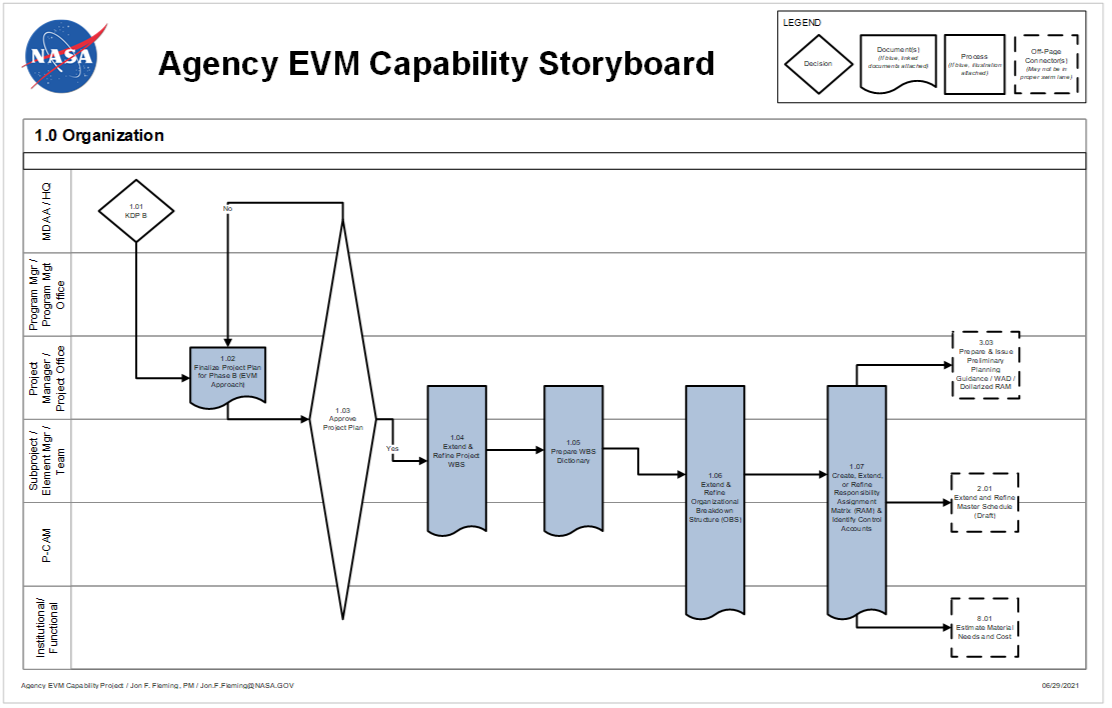 NASA
Agency EVM Capability Storyboard
LEGEND
Decision
Document(s)
(If blue, linked
documents attached)
Process
(If blue, illustration
attached)
Off-Page
Connector(s)
(May not be in
proper swim lane)
1.0 Organization
MDAA / HQ
1.01
KDP B
No
Program Mgr /
Program Mgt
Office
Project
Manager /
Project Office
1.02
Finalize Project Plan
for Phase B (EVM
Approach)
1.03
Approve
Project Plan
Yes
3.03
Prepare & Issue
Preliminary
Planning
Guidance / WAD /
Dollarized RAM
Subproject /
Element Mgr /
Team
1.04
Extend &
Refine Project
WBS
1.05
Prepare WBS
Dictionary
1.06
Extend &
Refine
Organizational
Breakdown
Structure (OBS)
1.07
Create, Extend,
or Refine
Responsibility
Assignment
Matrix (RAM) &
Identify Control
Accounts
2.01
Extend and Refine
Master Schedule
(Draft)
P-CAM
Institutional/
Functional
8.01
Estimate Material
Needs and Cost
Agency EVM Capability Project / Jon F. Fleming, PM / Jon.F.Fleming@NASA.GOV
06/29/2021